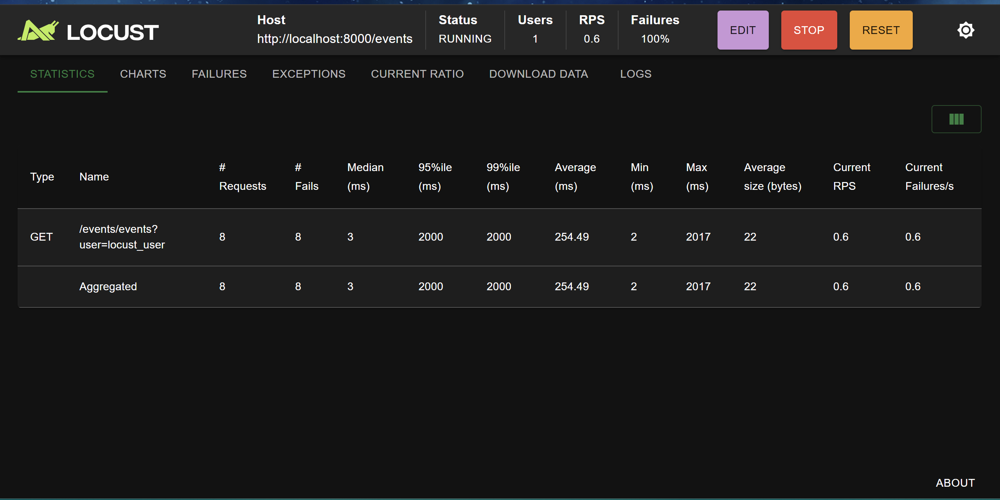 LOCUST
Host
http://localhost:8000/events
Status
RUNNING
Users
1
RPS
0.6
Failures
100%
EDIT
STOP
RESET
STATISTICS
CHARTS
FAILURES
EXCEPTIONS
CURRENT RATIO
DOWNLOAD DATA
LOGS
Type
Name
#
Requests
#
Fails
Median
(ms)
95%ile
(ms)
99%ile
(ms)
Average
(ms)
Min
(ms)
Max
(ms)
Average
size (bytes)
Current
RPS
Current
Failures/s
GET
/events/events?
user=locust_user
8
8
3
2000
2000
254.49
2
2017
22
0.6
0.6
Aggregated
8
8
3
2000
2000
254.49
2
2017
22
0.6
0.6
ABOUT